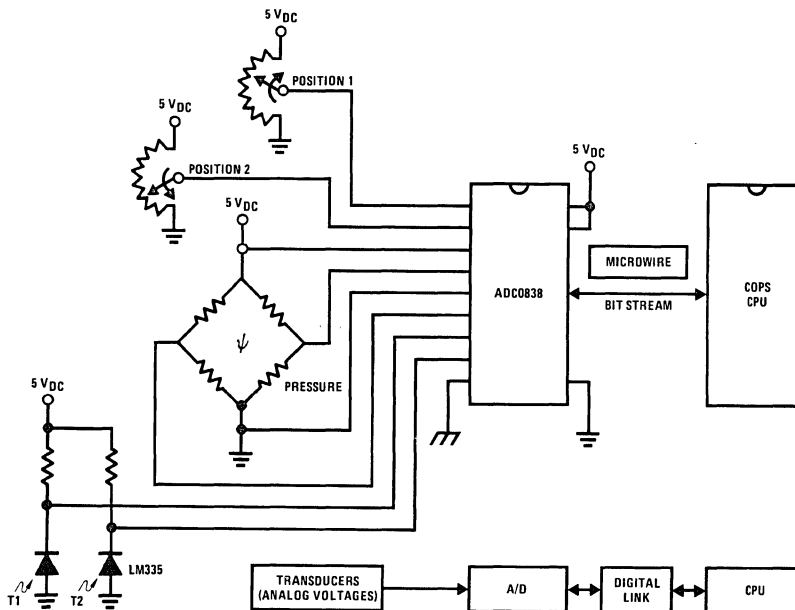 5 VDC
POSITION 1
5 VDC
POSITION 2
5 VDC
5 VDC
ADC0838
MICROWIRE
BIT STREAM
COPS
CPU
ψ
PRESSURE
5 VDC
T1
T2
LM335
TRANSDUCERS
(ANALOG VOLTAGES)
A/D
DIGITAL
LINK
CPU